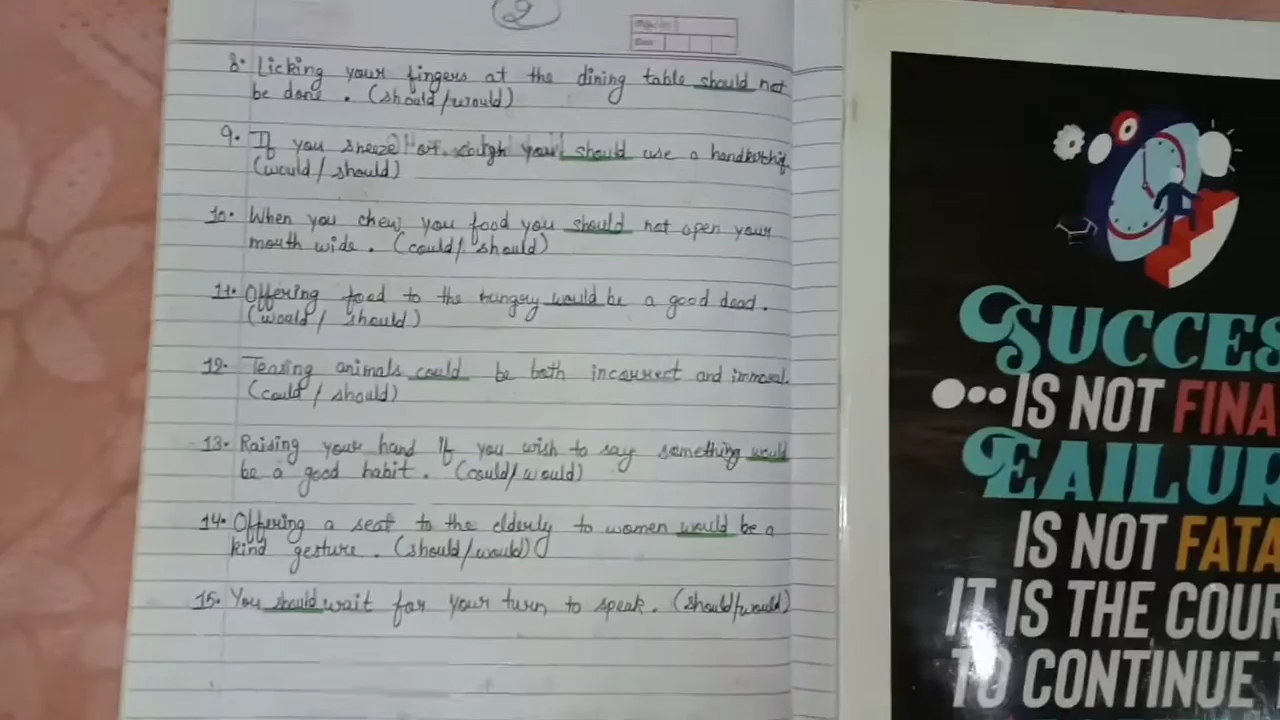 2
8. Licking your fingers at the dining table should not
be done. (should/would)
9. If you sneeze or cough you should use a handkerchif.
(would/should)
10. When you chew, you food you should not open your
mouth wide. (could/should)
11. Offering food to the hungry would be a good dead.
(would/ should)
12. Teasing animals could be both incorrect and immoral.
(could/should)
13. Raising your hand If you wish to say something would
be a good habit. (could/would)
14. Offering a seat to the elderly to women would be a
kind gesture. (should/would)
15. You should wait for your turn to speak. (should/would)
SUCCES
IS NOT FINA
FAILUR
IS NOT FATA
IT IS THE COUR
TO CONTINUE T